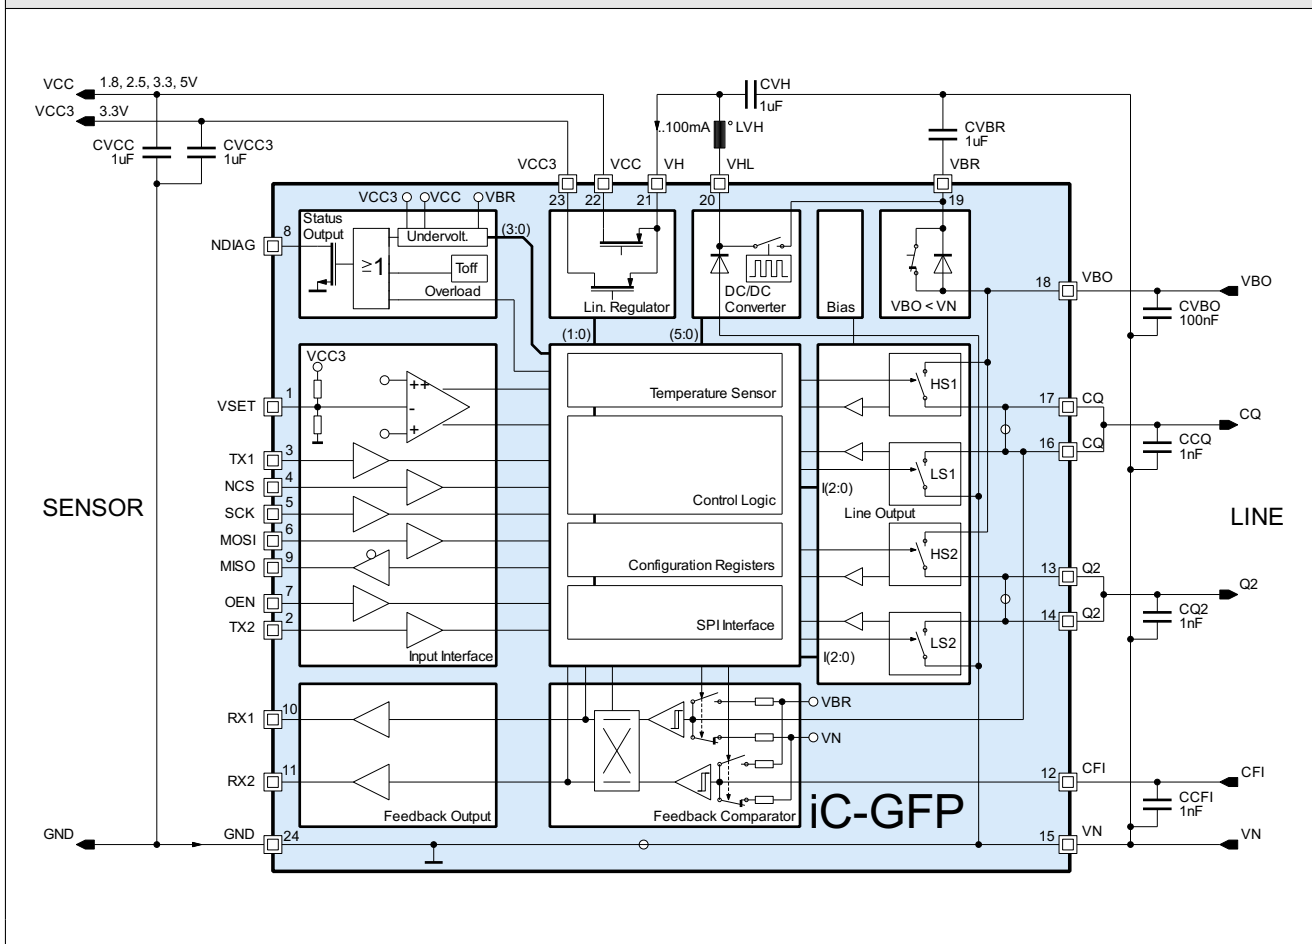 VCC 1.8, 2.5, 3.3, 5V
VCC3 3.3V
CVCC
1uF
CVCC3
1uF
CVH
1uF
..100mA ° LVH
CVBR
1uF
VCC3
VCC
VH
VHL
VBR
23
22
21
20
19
NDIAG
8
Status
Output
VCC3
VCC
VBR
Undervolt.
(3:0)
≥1
Toff
Overload
Lin. Regulator
DC/DC
Converter
Bias
VBO < VN
18
VBO
VBO
CVBO
100nF
(1:0)
(5:0)
VCC3
++
-
+
VSET
1
TX1
3
NCS
4
SCK
5
MOSI
6
MISO
9
OEN
7
TX2
2
Input Interface
Temperature Sensor
Control Logic
Configuration Registers
SPI Interface
HS1
LS1
I(2:0)
Line Output
HS2
LS2
I(2:0)
17
CQ
16
CQ
CQ
CCQ
1nF
13
Q2
14
Q2
Q2
CQ2
1nF
SENSOR
LINE
RX1
10
RX2
11
Feedback Output
VBR
VN
Feedback Comparator
iC-GFP
12
CFI
CFI
CCFI
1nF
GND
GND
24
15
VN
VN